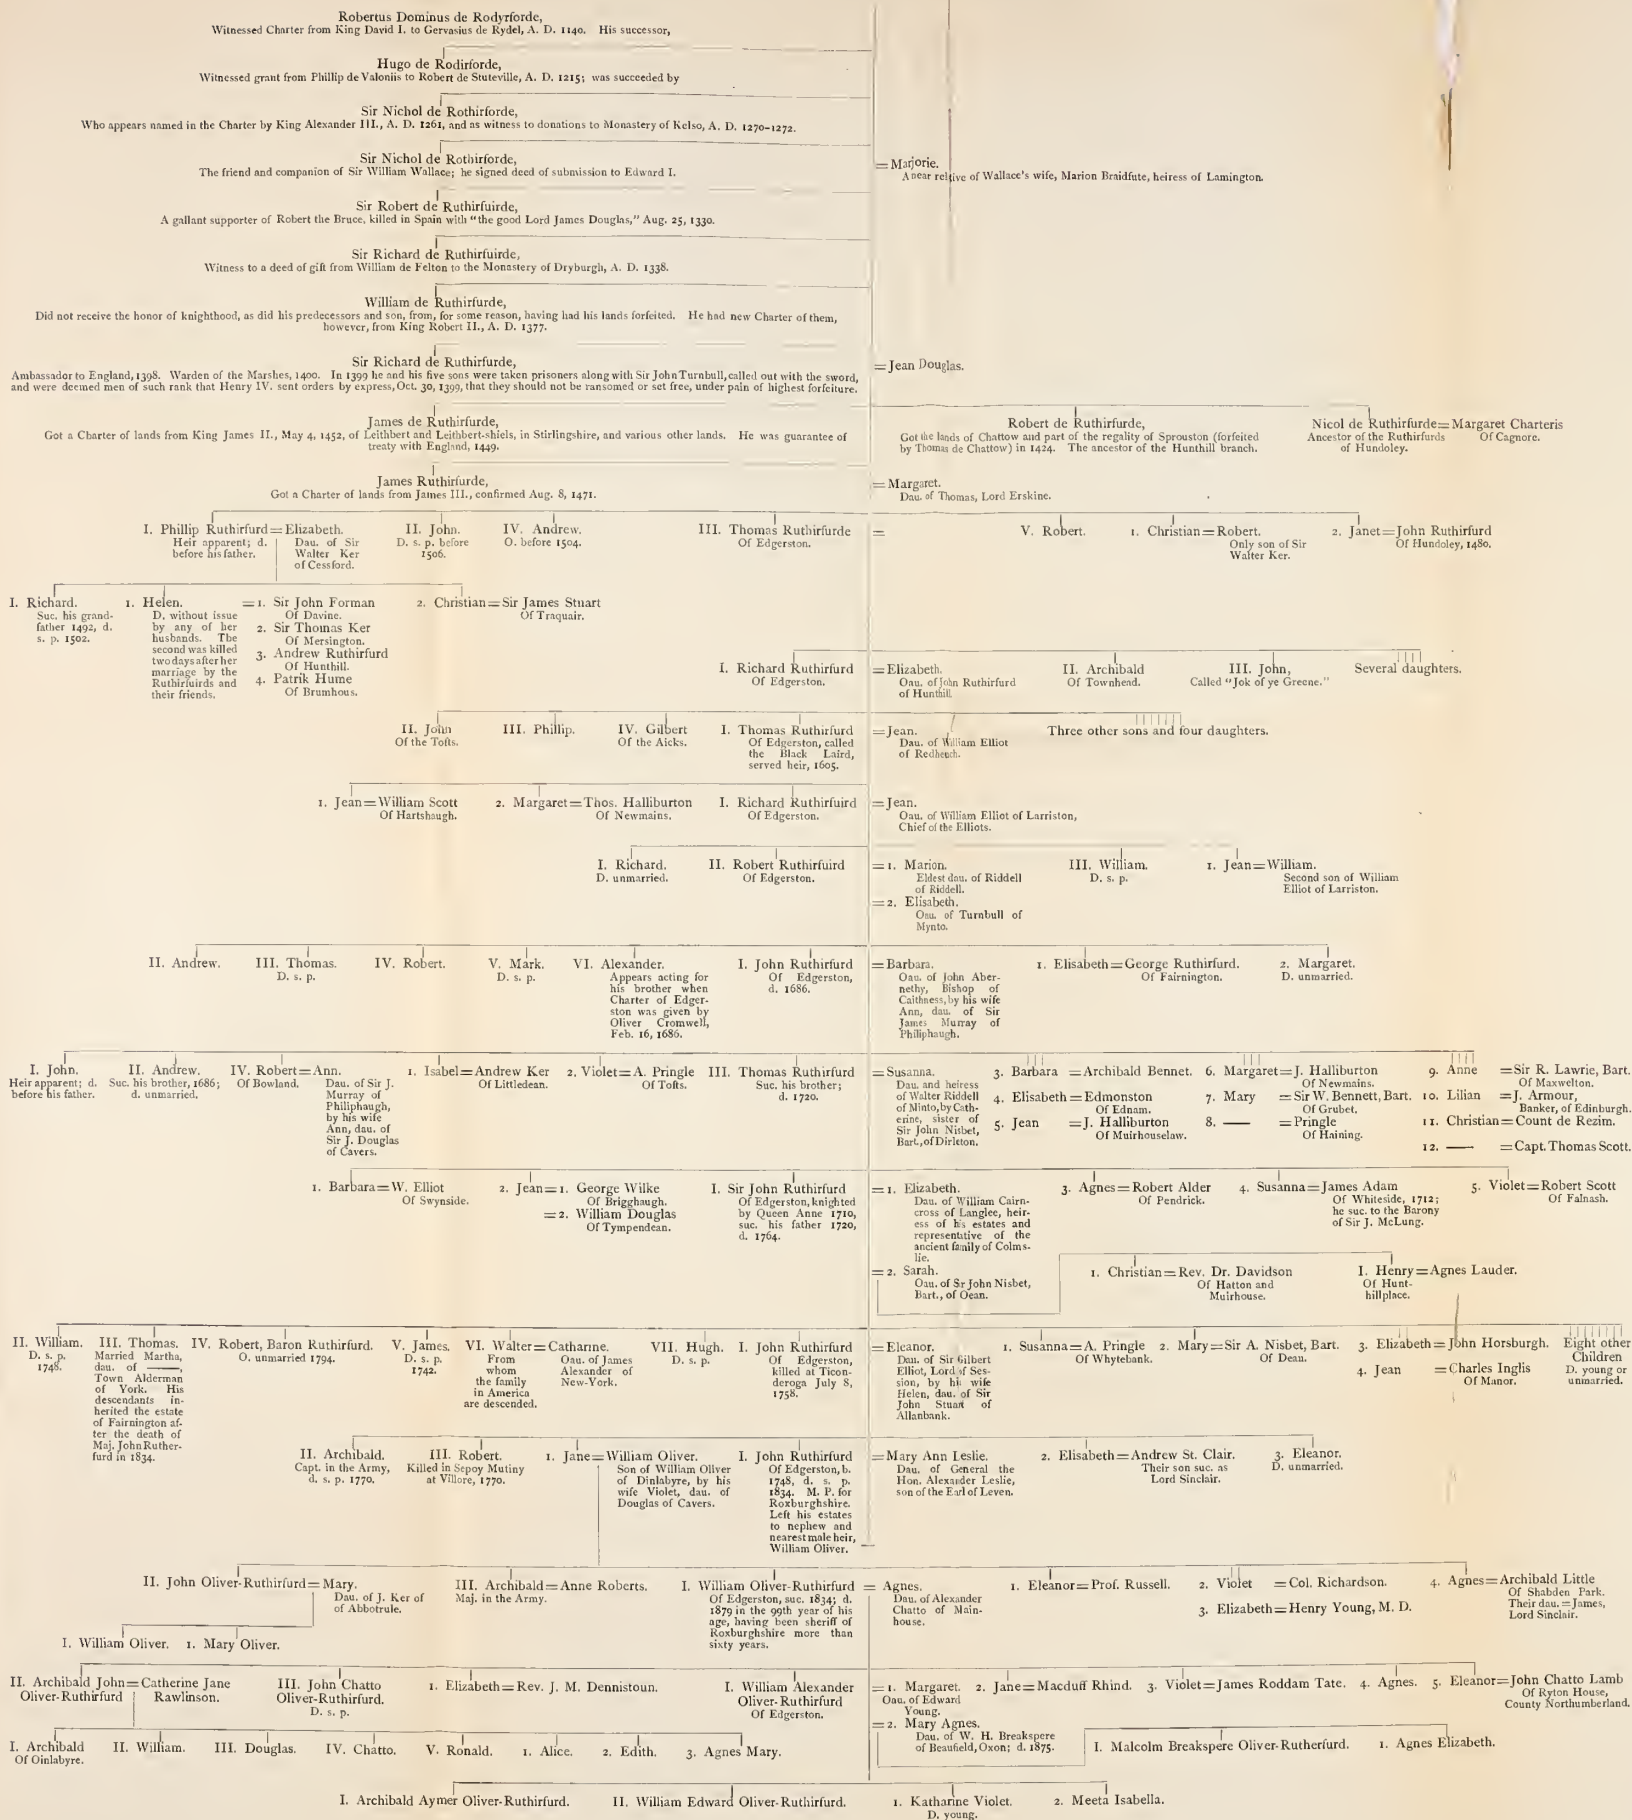 Robertus Dominus de Rodyrforde,
Witnessed Charter from King David I. to Gervasius de Rydel, A. D. 1140. His successor,
Hugo de Rodirforde,
Witnessed grant from Phillip de Valoniis to Robert de Stuteville, A. D. 1215; was succeeded by
Sir Nichol de Rothirforde,
Who appears named in the Charter by King Alexander III., A. D. 1261, and as witness to donations to Monastery of Kelso, A. D. 1270-1272.
Sir Nichol de Rothirforde,
The friend and companion of Sir William Wallace; he signed deed of submission to Edward I.
=Marjorie.
A near relative of Wallace's wife, Marion Braidfute, heiress of Lamington.
Sir Robert de Ruthirfuirde,
A gallant supporter of Robert the Bruce, killed in Spain with "the good Lord James Douglas," Aug. 25, 1330.
Sir Richard de Ruthirfuirde,
Witness to a deed of gift from William de Felton to the Monastery of Dryburgh, A. D. 1338.
William de Ruthirfurde,
Did not receive the honor of knighthood, as did his predecessors and son, from, for some reason, having had his lands forfeited. He had new Charter of them,
however, from King Robert II., A. D. 1377.
Sir Richard de Ruthirfurde,
Ambassador to England, 1398. Warden of the Marshes, 1400. In 1399 he and his five sons were taken prisoners along with Sir John Turnbull, called out with the sword,
and were deemed men of such rank that Henry IV. sent orders by express, Oct. 30, 1399, that they should not be ransomed or set free, under pain of highest forfeiture.
=Jean Douglas.
James de Ruthirfurde,
Got a Charter of lands from King James II., May 4, 1452, of Leithbert and Leithbert-shiels, in Stirlingshire, and various other lands. He was guarantee of
treaty with England, 1449.
Robert de Ruthirfurde,
Got the lands of Chattow and part of the regality of Sprouston (forfeited
by Thomas de Chattow) in 1424. The ancestor of the Hunthill branch.
Nicol de Ruthirfurde=Margaret Charteris
Ancestor of the Ruthirfurds Of Cagnore.
of Hundoley.
James Ruthirfurde,
Got a Charter of lands from James III., confirmed Aug. 8, 1471.
=Margaret.
Dau. of Thomas, Lord Erskine.
I. Phillip Ruthirfurd=Elizabeth.
Heir apparent; d.
before his father.
Dau. of Sir
Walter Ker
of Cessford.
II. John.
D. s. p. before
1506.
IV. Andrew.
O. before 1504.
III. Thomas Ruthirfurde =
Of Edgerston.
V. Robert.
1. Christian=Robert.
Only son of Sir
Walter Ker.
2. Janet=John Ruthirfurd
Of Hundoley, 1480.
I. Richard.
Suc. his grand-
father 1492, d.
s. p. 1502.
1. Helen.
D. without issue
by any of her
husbands. The
second was killed
two days after her
marriage by the
Ruthirfuirds and
their friends.
=1. Sir John Forman
Of Davine.
2. Sir Thomas Ker
Of Mersington.
3. Andrew Ruthirfurd
Of Hunthill.
4. Patrik Hume
Of Brumhous.
2. Christian=Sir James Stuart
Of Traquair.
I. Richard Ruthirfurd
Of Edgerston.
=Elizabeth.
Oau. of John Ruthirfurd
of Hunthill
II. Archibald
Of Townhead.
III. John,
Called "Jok of ye Greene."
Several daughters.
II. John
Of the Tofts.
III. Phillip.
IV. Gilbert
Of the Aicks.
I. Thomas Ruthirfurd
Of Edgerston, called
the Black Laird,
served heir, 1605.
=Jean.
Dau. of William Elliot
of Redheuch.
Three other sons and four daughters.
1. Jean=William Scott
Of Hartshaugh.
2. Margaret=Thos. Halliburton
Of Newmains.
I. Richard Ruthirfuird
Of Edgerston.
=Jean.
Oau. of William Elliot of Larriston,
Chief of the Elliots.
I. Richard.
D. unmarried.
II. Robert Ruthirfuird
Of Edgerston.
=1. Marion.
Eldest dau. of Riddell
of Riddell.
=2. Elisabeth.
Oau. of Turnbull of
Mynto.
III. William.
D. s. p.
1. Jean=William.
Second son of William
Elliot of Larriston.
II. Andrew.
III. Thomas.
D. s. p.
IV. Robert.
V. Mark.
D. s. p.
VI. Alexander.
Appears acting for
his brother when
Charter of Edger-
ston was given by
Oliver Cromwell,
Feb. 16, 1686.
I. John Ruthirfurd
Of Edgerston,
d. 1686.
=Barbara.
Oau. of John Aber-
nethy, Bishop of
Caithness, by his wife
Ann, dau. of Sir
James Murray of
Philiphaugh.
1. Elisabeth=George Ruthirfurd.
Of Fairnington.
2. Margaret.
D. unmarried.
I. John.
Heir apparent; d.
before his father.
II. Andrew.
Suc. his brother, 1686;
d. unmarried.
IV. Robert=Ann.
Of Bowland.
Dau. of Sir J.
Murray of
Philiphaugh,
by his wife
Ann, dau. of
Sir J. Douglas
of Cavers.
1. Isabel=Andrew Ker
Of Littledean.
2. Violet=A. Pringle
Of Tofts.
III. Thomas Ruthirfurd
Suc. his brother;
d. 1720.
=Susanna.
Dau. and heiress
of Walter Riddell
of Minto, by Cath-
erine, sister of
Sir John Nisbet,
Bart., of Dirleton.
3. Barbara =Archibald Bennet.
4. Elisabeth=Edmonston
Of Ednam.
5. Jean =J. Halliburton
Of Muirhouselaw.
6. Margaret=J. Halliburton
Of Newmains.
7. Mary =Sir W. Bennett, Bart.
Of Grubet.
8. —— =Pringle
Of Haining.
9. Anne =Sir R. Lawrie, Bart.
Of Maxwelton.
10. Lilian =J. Armour,
Banker, of Edinburgh.
11. Christian=Count de Rezim.
12. —— =Capt. Thomas Scott.
1. Barbara=W. Elliot
Of Swynside.
2. Jean=1. George Wilke
Of Brigghaugh.
=2. William Douglas
Of Tympendean.
I. Sir John Ruthirfurd
Of Edgerston, knighted
by Queen Anne 1710,
suc. his father 1720,
d. 1764.
=1. Elizabeth.
Dau. of William Cairn-
cross of Langlee, heir-
ess of his estates and
representative of the
ancient family of Colms-
lie.
=2. Sarah.
Oau. of Sr John Nisbet,
Bart., of Oean.
3. Agnes=Robert Alder
Of Pendrick.
4. Susanna=James Adam
Of Whiteside, 1712;
he suc. to the Barony
of Sir J. McLung.
5. Violet=Robert Scott
Of Falnash.
1. Christian=Rev. Dr. Davidson
Of Hatton and
Muirhouse.
I. Henry=Agnes Lauder.
Of Hunt-
hillplace.
II. William.
D. s. p.
1748.
III. Thomas.
Married Martha,
dau. of ——,
Town Alderman
of York. His
descendants in-
herited the estate
of Fairnington af-
ter the death of
Maj. John Ruther-
furd in 1834.
IV. Robert, Baron Ruthirfurd.
O. unmarried 1794.
V. James.
D. s. p.
1742.
VI. Walter=Catharine.
From
whom
the family
in America
are descended.
Oau. of James
Alexander of
New-York.
VII. Hugh.
D. s. p.
I. John Ruthirfurd
Of Edgerston,
killed at Ticon-
deroga July 8,
1758.
=Eleanor.
Dau. of Sir Gilbert
Elliot, Lord of Ses-
sion, by his wife
Helen, dau. of Sir
John Stuart of
Allanbank.
1. Susanna=A. Pringle
Of Whytebank.
2. Mary=Sir A. Nisbet, Bart.
Of Deau.
3. Elizabeth=John Horsburgh.
4. Jean =Charles Inglis
Of Manor.
Eight other
Children
D. young or
unmarried.
II. Archibald.
Capt. in the Army,
d. s. p. 1770.
III. Robert.
Killed in Sepoy Mutiny
at Villore, 1770.
1. Jane=William Oliver.
Son of William Oliver
of Dinlabyre, by his
wife Violet, dau. of
Douglas of Cavers.
I. John Ruthirfurd
Of Edgerston, b.
1748, d. s. p.
1834. M. P. for
Roxburghshire.
Left his estates
to nephew and
nearest male heir,
William Oliver.
=Mary Ann Leslie.
Dau. of General the
Hon. Alexander Leslie,
son of the Earl of Leven.
2. Elisabeth=Andrew St. Clair.
Their son suc. as
Lord Sinclair.
3. Eleanor.
D. unmarried.
II. John Oliver-Ruthirfurd=Mary.
Dau. of J. Ker of
of Abbotrule.
III. Archibald=Anne Roberts.
Maj. in the Army.
I. William Oliver-Ruthirfurd
Of Edgerston, suc. 1834; d.
1879 in the 99th year of his
age, having been sheriff of
Roxburghshire more than
sixty years.
= Agnes.
Dau. of Alexander
Chatto of Main-
house.
1. Eleanor=Prof. Russell.
2. Violet =Col. Richardson.
3. Elizabeth=Henry Young, M. D.
4. Agnes=Archibald Little
Of Shabden Park.
Their dau.=James,
Lord Sinclair.
I. William Oliver. 1. Mary Oliver.
II. Archibald John=Catherine Jane
Oliver-Ruthirfurd Rawlinson.
III. John Chatto
Oliver-Ruthirfurd.
D. s. p.
1. Elizabeth=Rev. J. M. Dennistoun.
I. William Alexander
Oliver-Ruthirfurd
Of Edgerston.
=1. Margaret.
Oau. of Edward
Young.
=2. Mary Agnes.
Dau. of W. H. Breakspere
of Beaufield, Oxon; d. 1875.
2. Jane=Macduff Rhind.
3. Violet=James Roddam Tate.
4. Agnes.
5. Eleanor=John Chatto Lamb
Of Ryton House,
County Northumberland.
I. Archibald
Of Oinlabyre.
II. William.
III. Douglas.
IV. Chatto.
V. Ronald.
1. Alice.
2. Edith.
3. Agnes Mary.
I. Malcolm Breakspere Oliver-Rutherfurd.
1. Agnes Elizabeth.
I. Archibald Aymer Oliver-Ruthirfurd.
II. William Edward Oliver-Ruthirfurd.
1. Katharine Violet.
D. young.
2. Meeta Isabella.